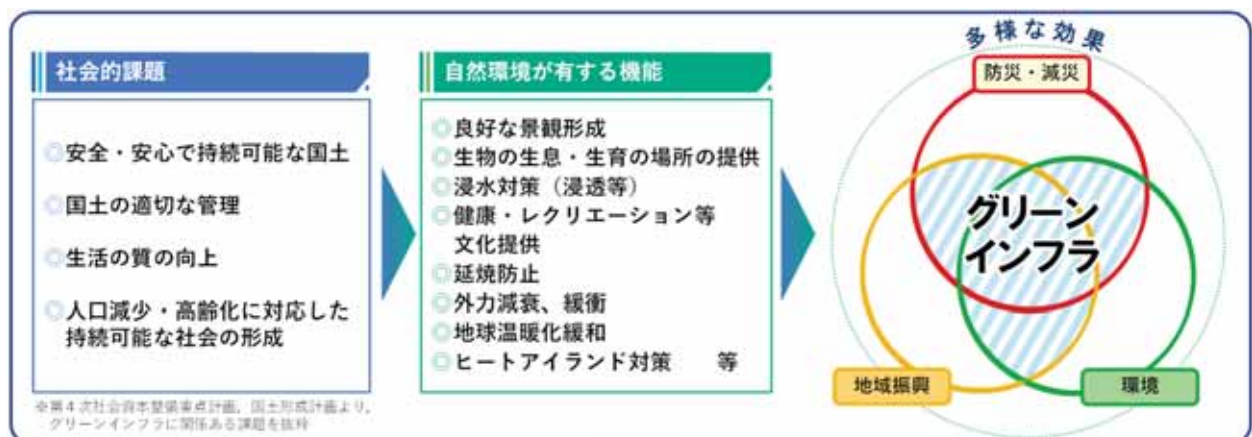 社会的課題
◎安全・安心で持続可能な国土
◎国土の適切な管理
◎生活の質の向上
◎人口減少・高齢化に対応した
持続可能な社会の形成
※第4次社会資本整備重点計画、国土形成計画より、
グリーンインフラに関係ある課題を抜粋
自然環境が有する機能
◎良好な景観形成
◎生物の生息・生育の場所の提供
◎浸水対策（浸透等）
◎健康・レクリエーション等
文化提供
◎延焼防止
◎外力減衰、緩衝
◎地球温暖化緩和
◎ヒートアイランド対策　等
多様な効果
防災・減災
グリーン
インフラ
地域振興
環境